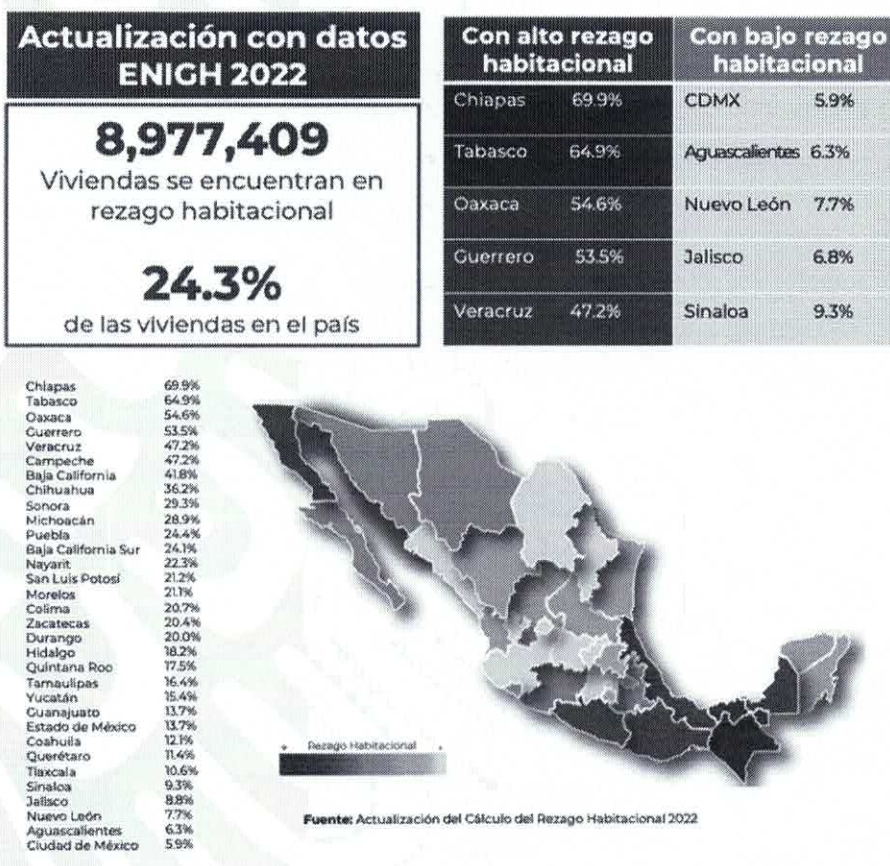 Actualización con datos
ENIGH 2022
8,977,409
Viviendas se encuentran en
rezago habitacional
24.3%
de las viviendas en el país
Con alto rezago
habitacional
Con bajo rezago
habitacional
Chiapas 69.9%
CDMX 5.9%
Tabasco 64.9%
Aguascalientes 6.3%
Oaxaca 54.6%
Nuevo León 7.7%
Guerrero 53.5%
Jalisco 6.8%
Veracruz 47.2%
Sinaloa 9.3%
Chiapas 69.9%
Tabasco 64.9%
Oaxaca 54.6%
Guerrero 53.5%
Veracruz 47.2%
Campeche 47.2%
Baja California 41.8%
Chihuahua 36.2%
Sonora 29.3%
Michoacán 28.9%
Puebla 24.4%
Baja California Sur 24.1%
Nayarit 22.3%
San Luis Potosí 21.2%
Morelos 21.1%
Colima 20.7%
Zacatecas 20.4%
Durango 20.0%
Hidalgo 18.2%
Quintana Roo 17.5%
Tamaulipas 16.4%
Yucatán 15.4%
Guanajuato 13.7%
Estado de México 13.7%
Coahuila 12.1%
Querétaro 11.4%
Tlaxcala 10.6%
Sinaloa 9.3%
Jalisco 8.8%
Nuevo León 7.7%
Aguascalientes 6.3%
Ciudad de México 5.9%
+ Rezago Habitacional -
Fuente: Actualización del Cálculo del Rezago Habitacional 2022